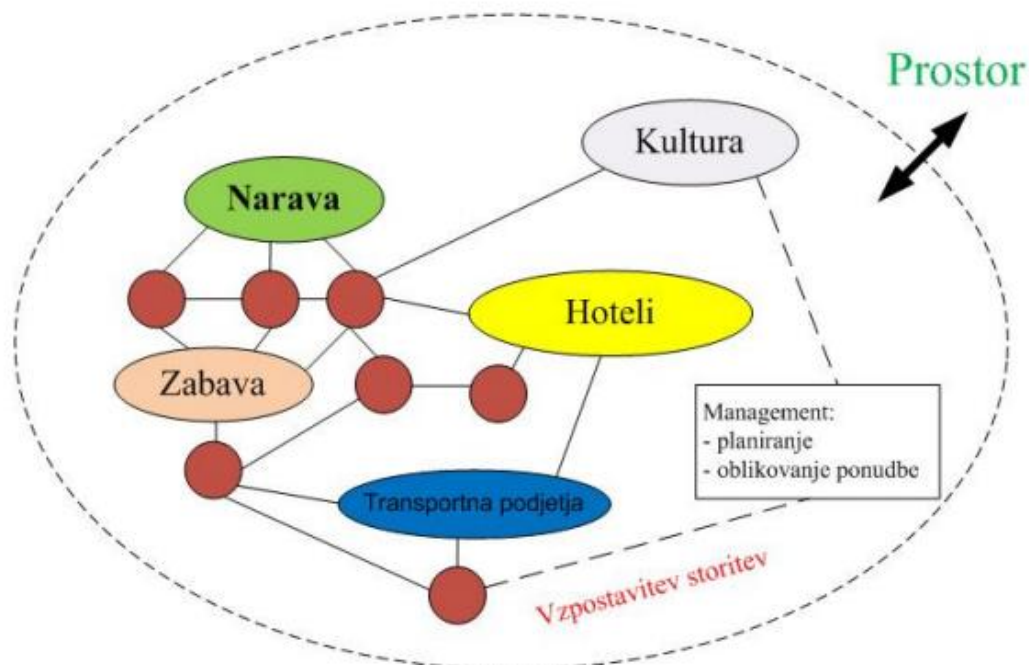 Prostor
Kultura
Narava
Hoteli
Zabava
Management:
- planiranje
- oblikovanje ponudbe
Transportna podjetja
Vzpostavitev storitev